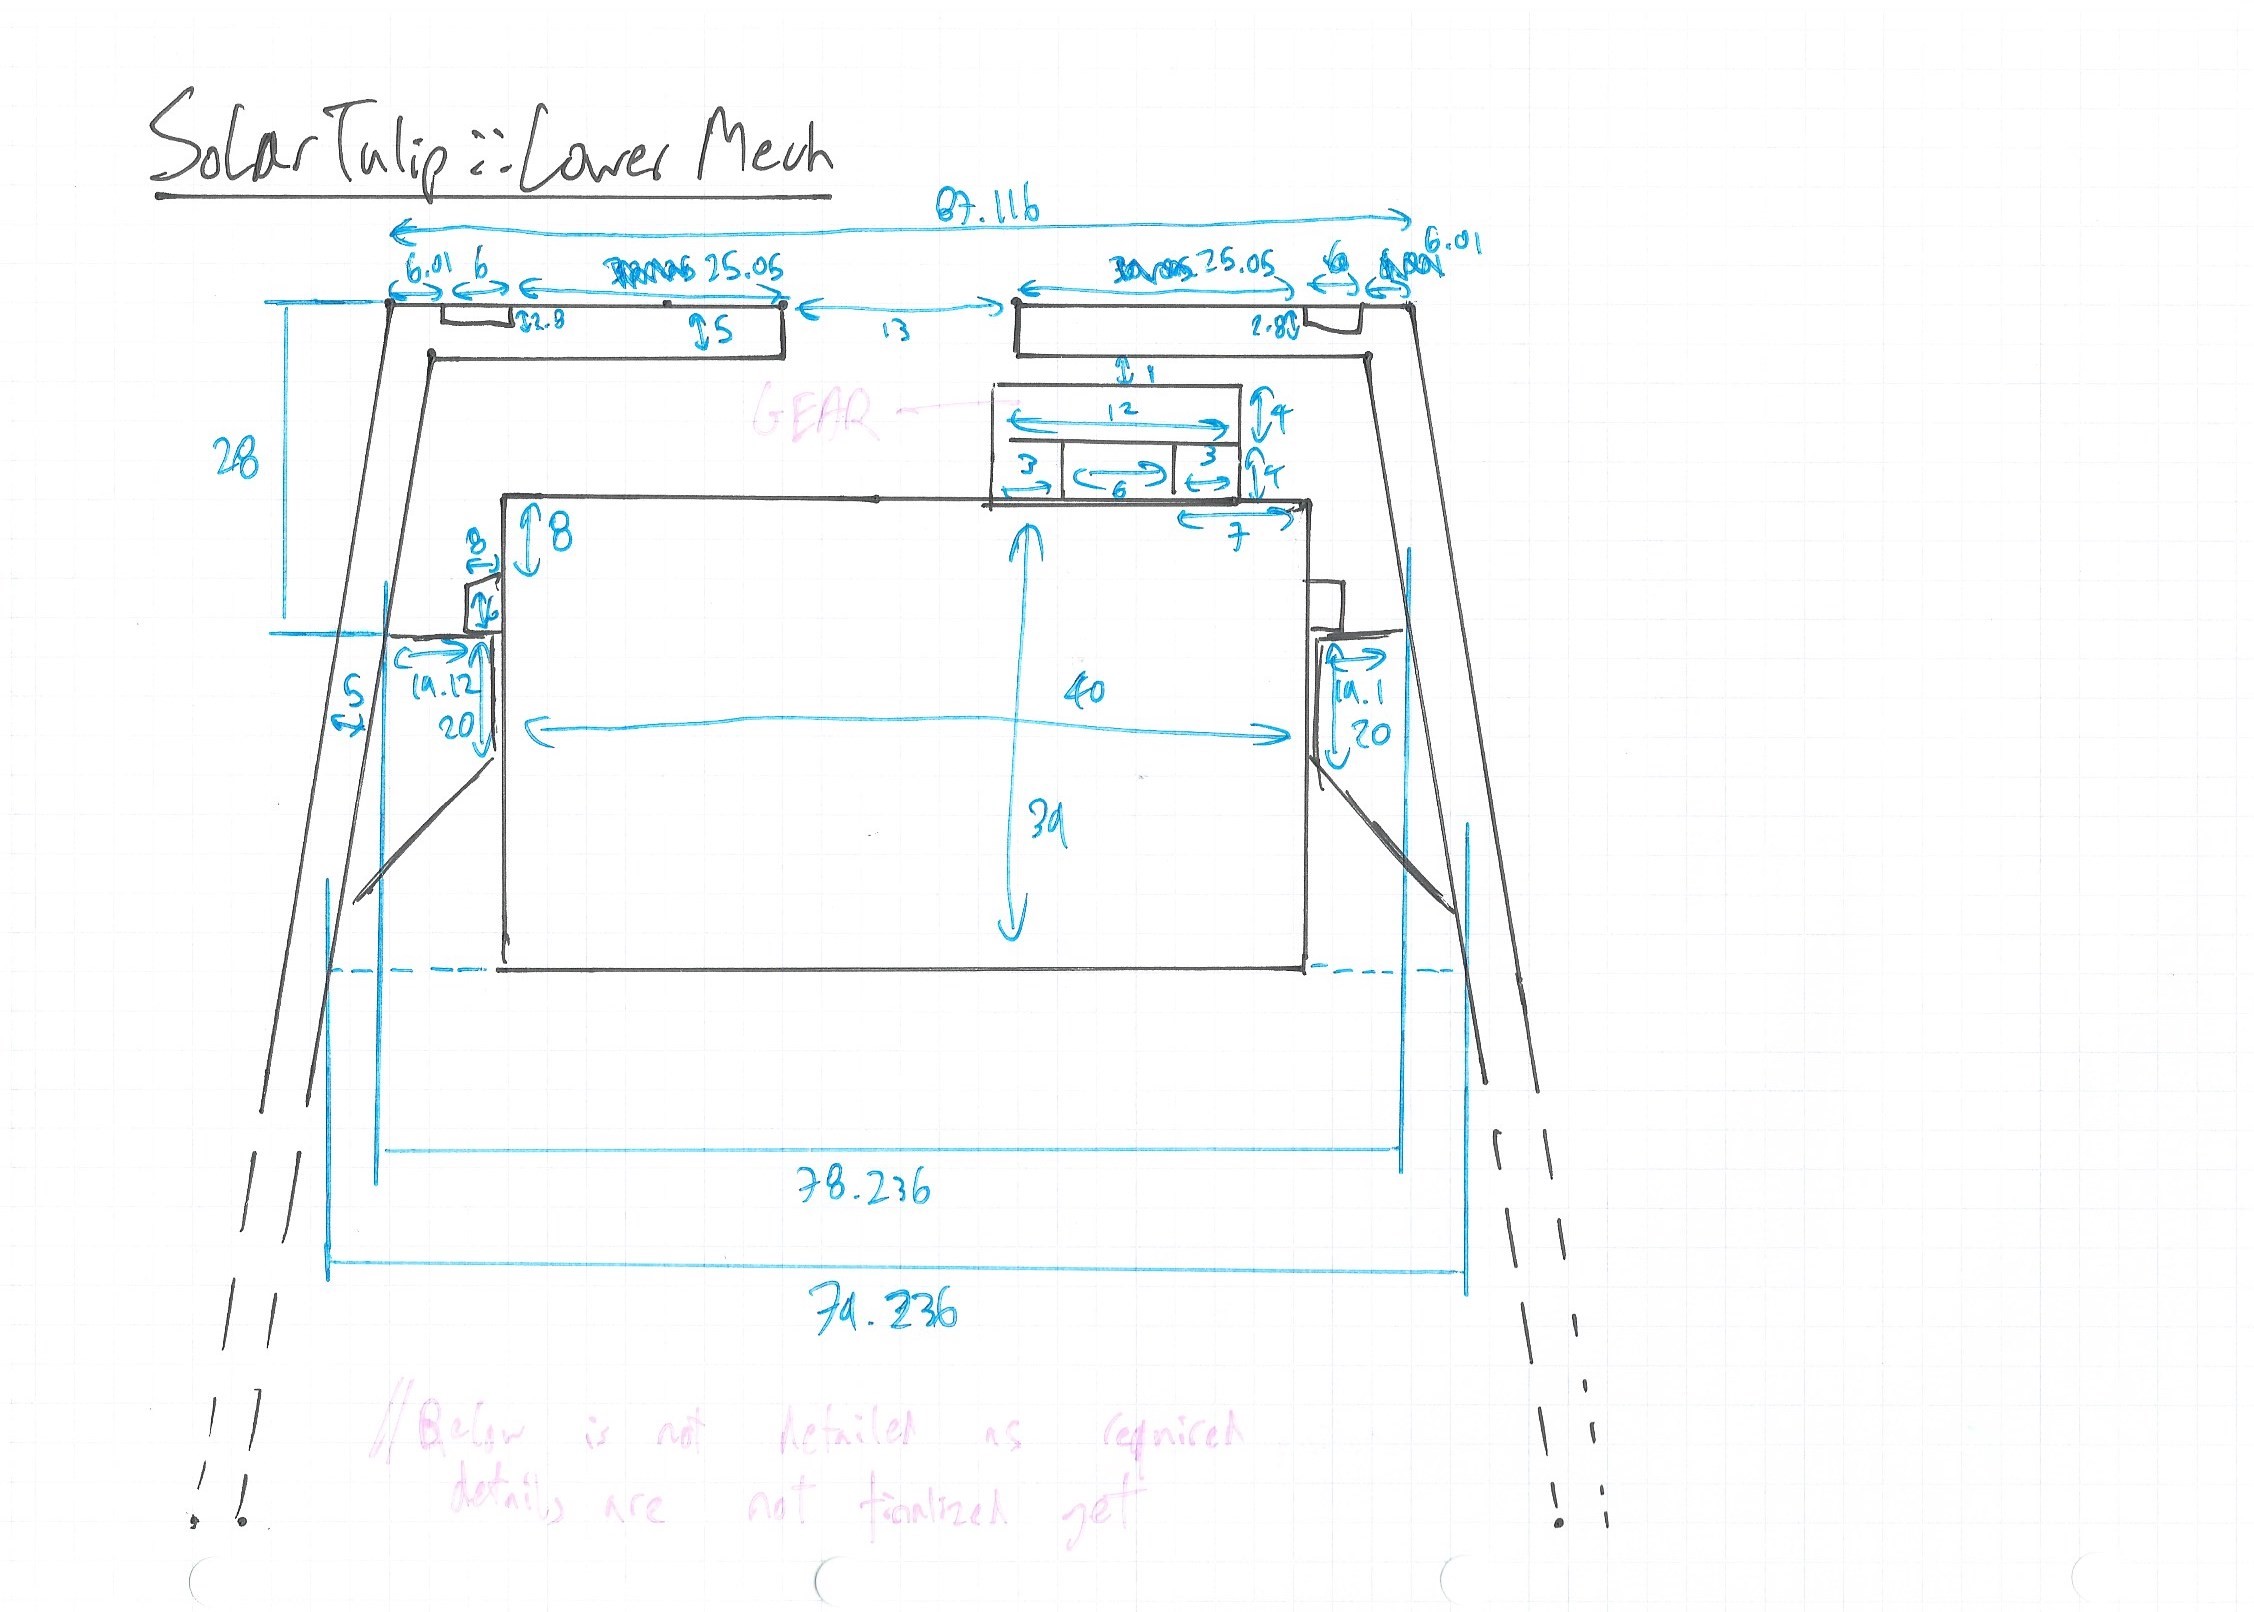 Solar Tulip::Lower Mech
87.116
6.01 6 25.05 25.05 6 6.01
2.8 5 13 2.8
1
GEAR 12 4
28 3 6 3 4
8 8 7
6
40
5 19.12 19.1
20 20
39
78.236
79.236
//Below is not detailed as required
details are not finalized yet